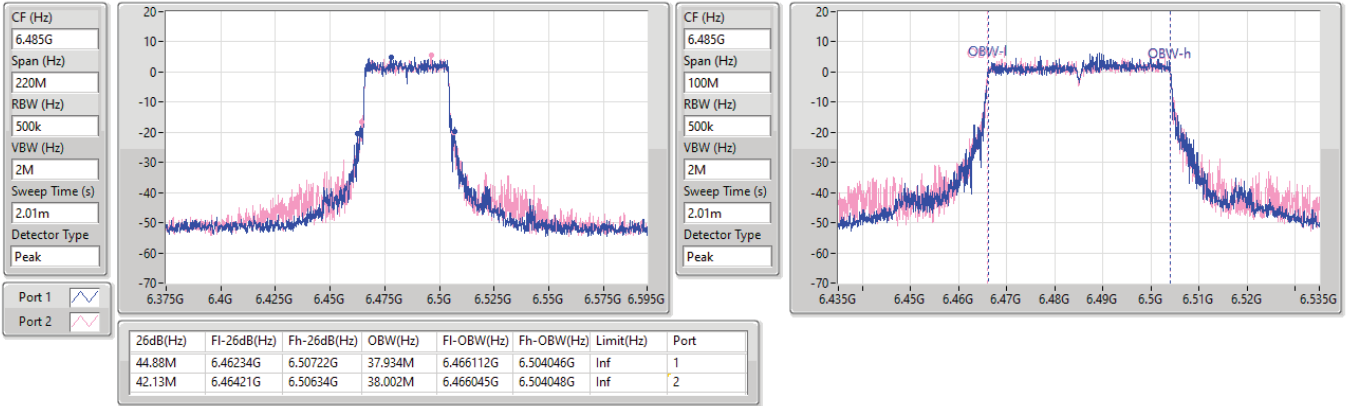 CF (Hz)
6.485G
Span (Hz)
220M
RBW (Hz)
500k
VBW (Hz)
2M
Sweep Time (s)
2.01m
Detector Type
Peak
Port 1
Port 2
20
10
0
-10
-20
-30
-40
-50
-60
-70
6.375G 6.4G 6.425G 6.45G 6.475G 6.5G 6.525G 6.55G 6.575G 6.595G
CF (Hz)
6.485G
Span (Hz)
100M
RBW (Hz)
500k
VBW (Hz)
2M
Sweep Time (s)
2.01m
Detector Type
Peak
20
10
0
-10
-20
-30
-40
-50
-60
-70
OBW-l OBW-h
6.435G 6.45G 6.46G 6.47G 6.48G 6.49G 6.5G 6.51G 6.52G 6.535G
26dB(Hz) Fl-26dB(Hz) Fh-26dB(Hz) OBW(Hz) Fl-OBW(Hz) Fh-OBW(Hz) Limit(Hz) Port
44.88M 6.46234G 6.50722G 37.934M 6.466112G 6.504046G Inf 1
42.13M 6.46421G 6.50634G 38.002M 6.466045G 6.504048G Inf 2